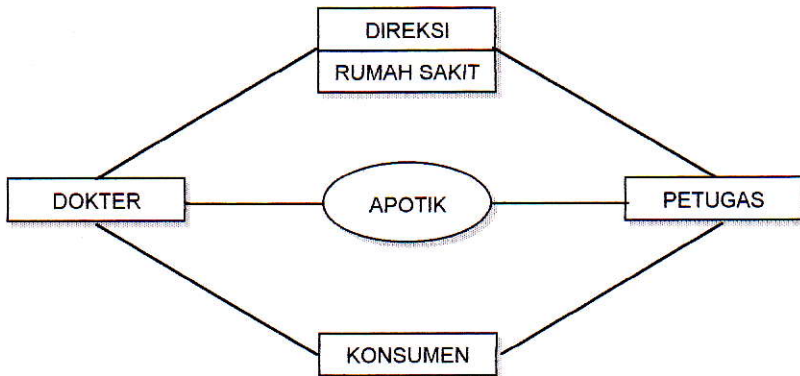 DIREKSI
RUMAH SAKIT
DOKTER
APOTIK
PETUGAS
KONSUMEN